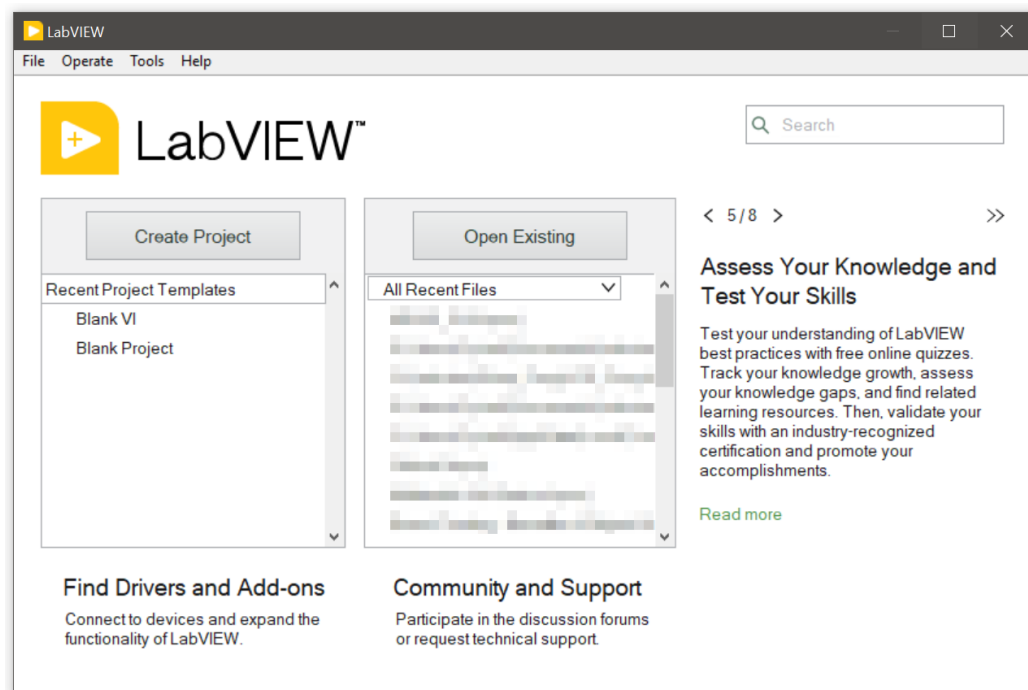 LabVIEW
File Operate Tools Help
LabVIEW™
Search
Create Project
Recent Project Templates
Blank VI
Blank Project
Open Existing
All Recent Files
5/8
Assess Your Knowledge and
Test Your Skills
Test your understanding of LabVIEW
best practices with free online quizzes.
Track your knowledge growth, assess
your knowledge gaps, and find related
learning resources. Then, validate your
skills with an industry-recognized
certification and promote your
accomplishments.
Read more
Find Drivers and Add-ons
Connect to devices and expand the
functionality of LabVIEW.
Community and Support
Participate in the discussion forums
or request technical support.